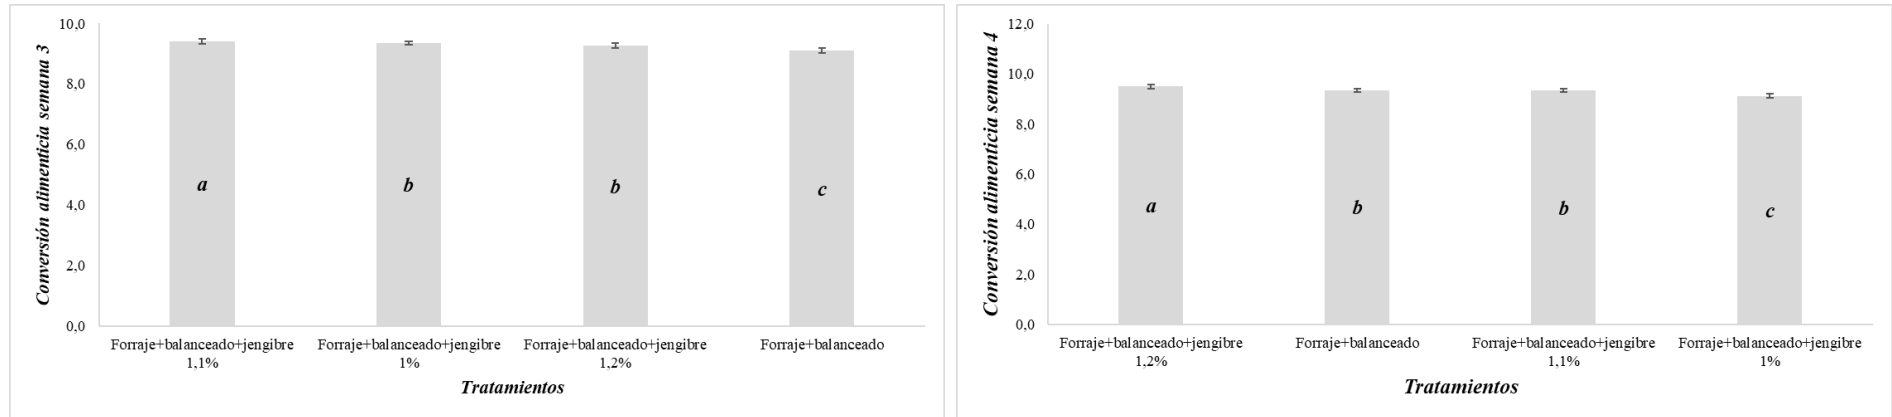 Conversión alimenticia semana 3
10,0
8,0
6,0
4,0
2,0
0,0
a
b
b
c
Forraje+balanceado+jengibre
1,1%
Forraje+balanceado+jengibre
1%
Forraje+balanceado+jengibre
1,2%
Forraje+balanceado
Tratamientos
Conversión alimenticia semana 4
12,0
10,0
8,0
6,0
4,0
2,0
0,0
a
b
b
c
Forraje+balanceado+jengibre
1,2%
Forraje+balanceado
Forraje+balanceado+jengibre
1,1%
Forraje+balanceado+jengibre
1%
Tratamientos